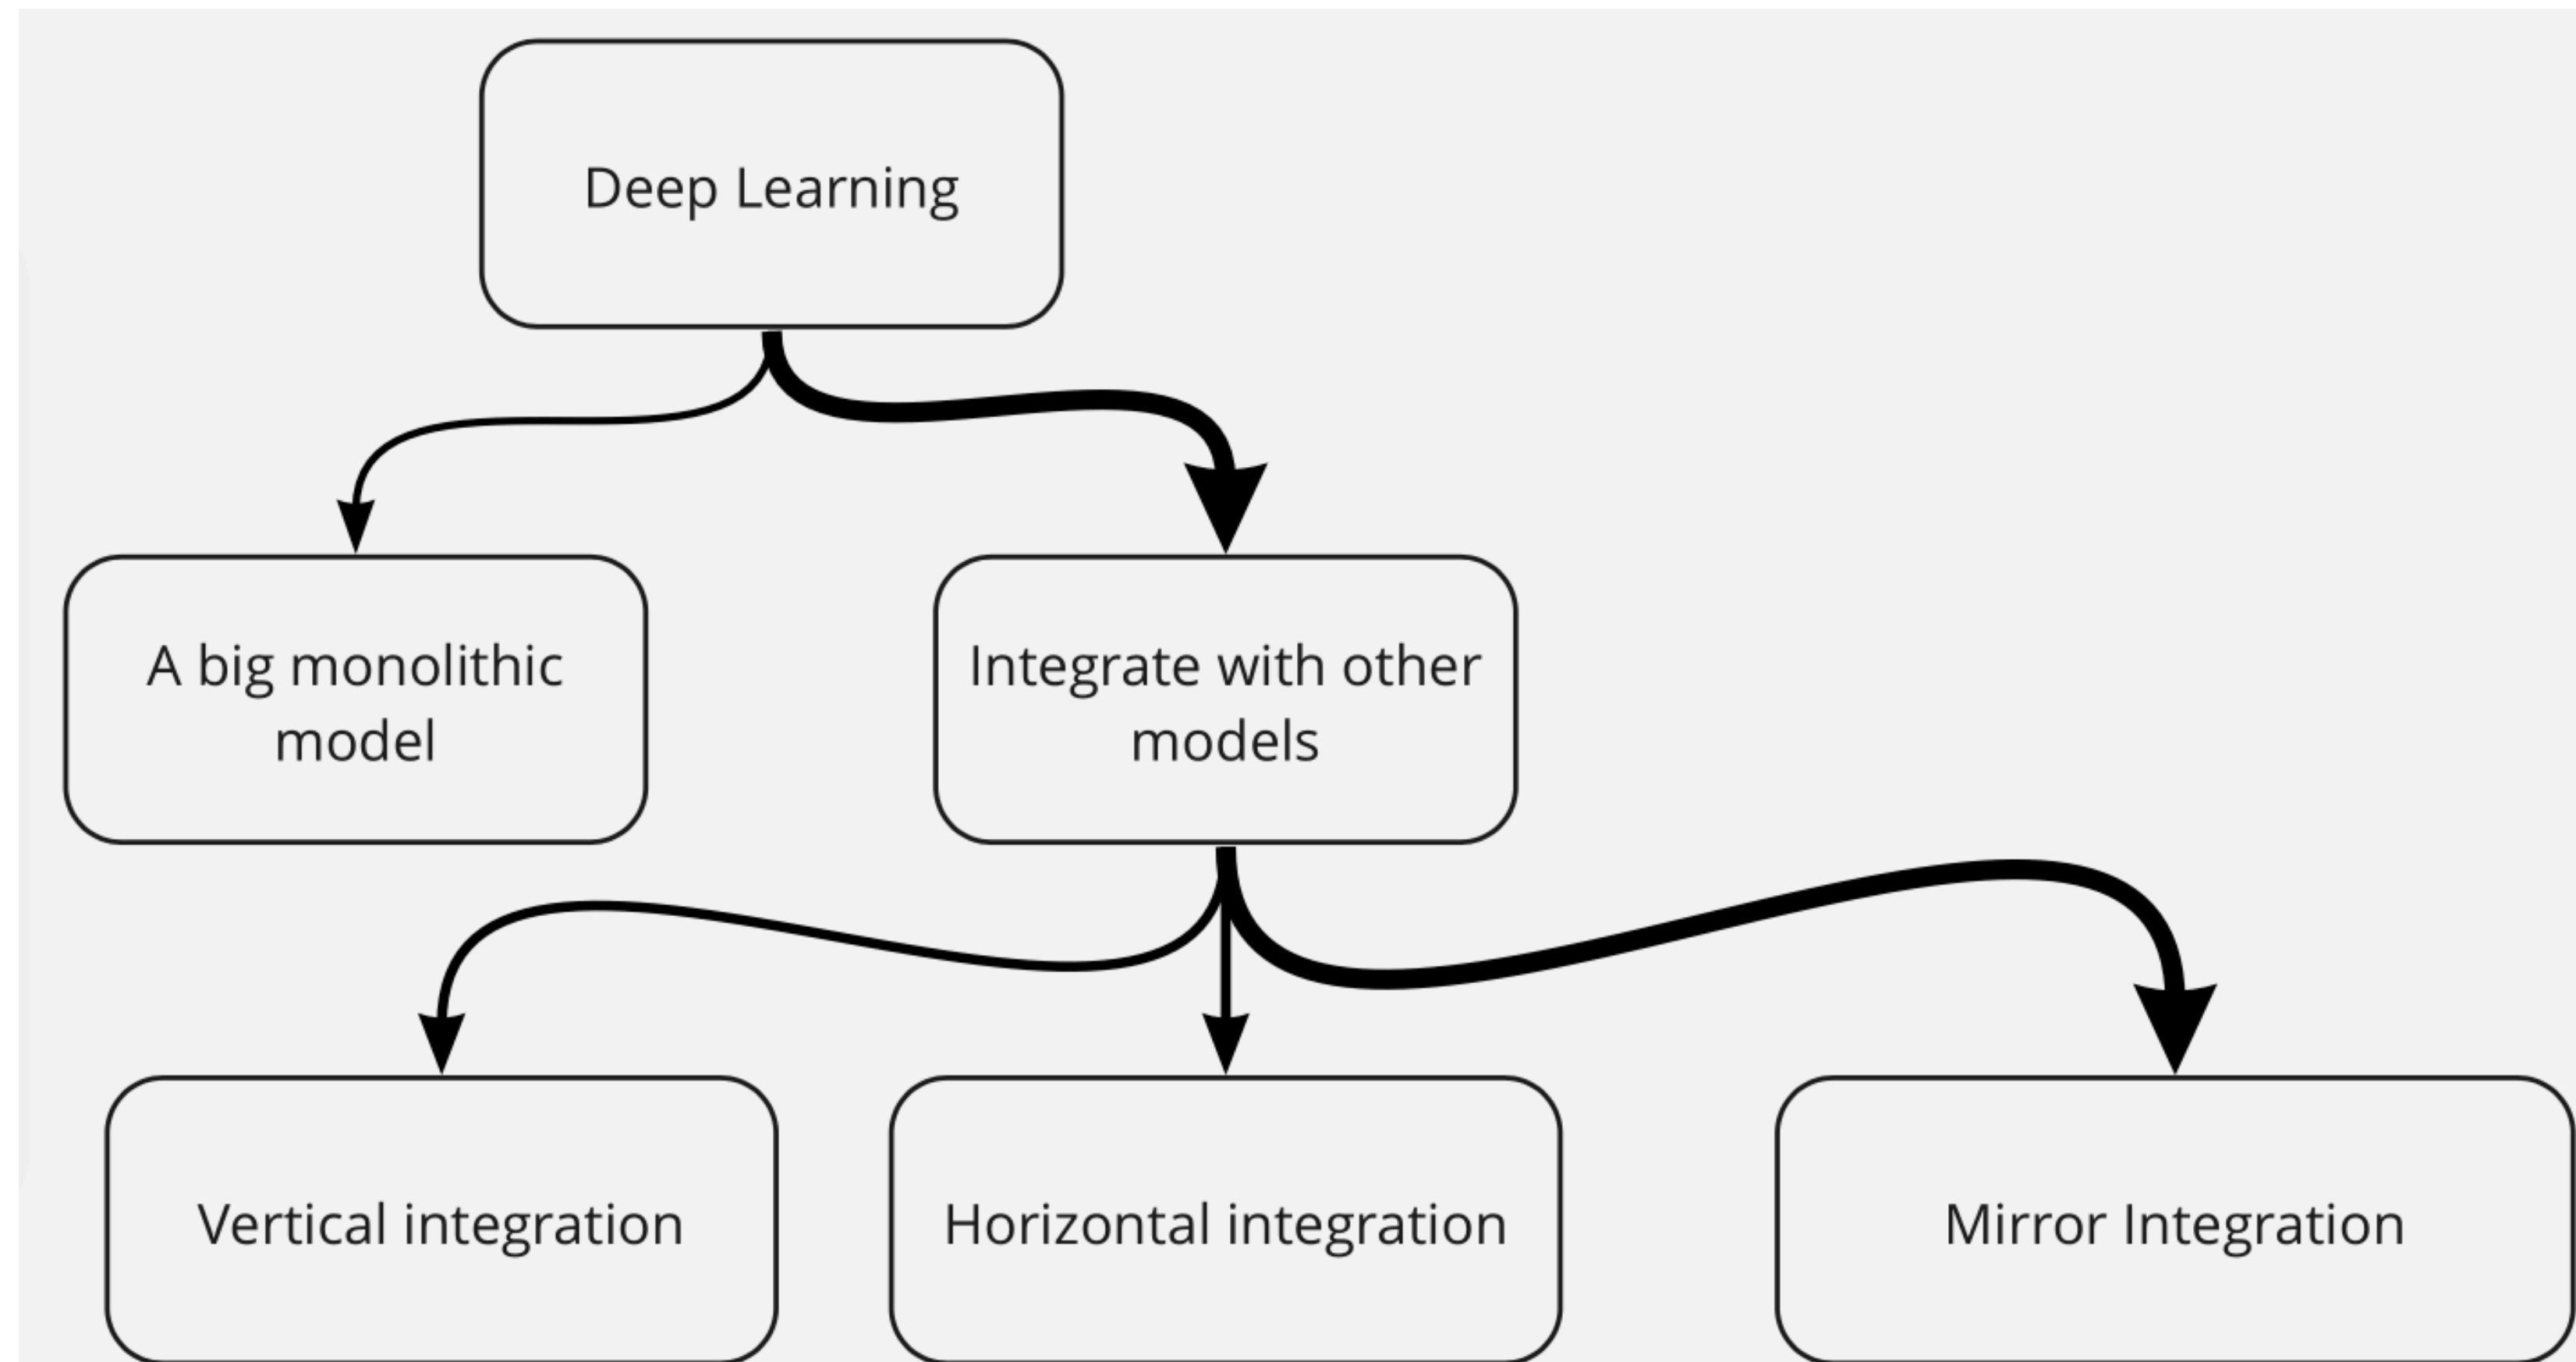 Deep Learning
A big monolithic
model
Integrate with other
models
Vertical integration
Horizontal integration
Mirror Integration